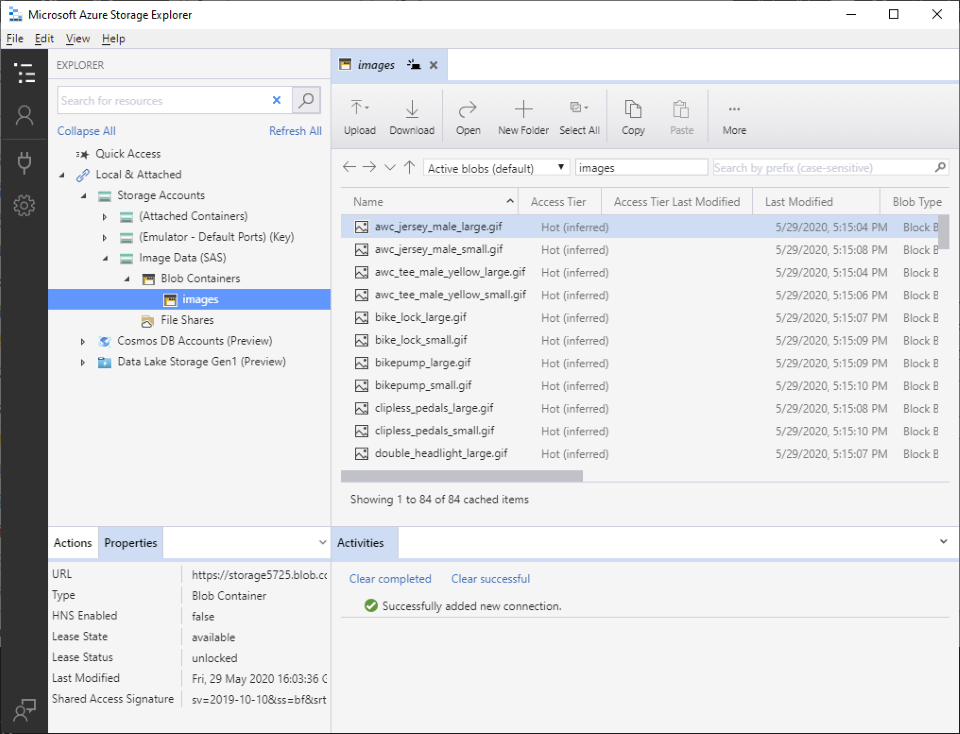 Microsoft Azure Storage Explorer
File Edit View Help
EXPLORER
Search for resources
Collapse All Refresh All
Quick Access
Local & Attached
Storage Accounts
(Attached Containers)
(Emulator - Default Ports) (Key)
Image Data (SAS)
Blob Containers
images
File Shares
Cosmos DB Accounts (Preview)
Data Lake Storage Gen1 (Preview)
images
Upload Download Open New Folder Select All Copy Paste More
Active blobs (default) images Search by prefix (case-sensitive)
Name Access Tier Access Tier Last Modified Last Modified Blob Type
awc_jersey_male_large.gif Hot (inferred) 5/29/2020, 5:15:04 PM Block B
awc_jersey_male_small.gif Hot (inferred) 5/29/2020, 5:15:08 PM Block B
awc_tee_male_yellow_large.gif Hot (inferred) 5/29/2020, 5:15:04 PM Block B
awc_tee_male_yellow_small.gif Hot (inferred) 5/29/2020, 5:15:06 PM Block B
bike_lock_large.gif Hot (inferred) 5/29/2020, 5:15:07 PM Block B
bike_lock_small.gif Hot (inferred) 5/29/2020, 5:15:09 PM Block B
bikepump_large.gif Hot (inferred) 5/29/2020, 5:15:09 PM Block B
bikepump_small.gif Hot (inferred) 5/29/2020, 5:15:10 PM Block B
clipless_pedals_large.gif Hot (inferred) 5/29/2020, 5:15:08 PM Block B
clipless_pedals_small.gif Hot (inferred) 5/29/2020, 5:15:10 PM Block B
double_headlight_large.gif Hot (inferred) 5/29/2020, 5:15:07 PM Block B
Showing 1 to 84 of 84 cached items
Actions Properties
URL https://storage5725.blob.cc
Type Blob Container
HNS Enabled false
Lease State available
Lease Status unlocked
Last Modified Fri, 29 May 2020 16:03:36 G
Shared Access Signature sv=2019-10-10&ss=bf&srt
Activities
Clear completed Clear successful
Successfully added new connection.